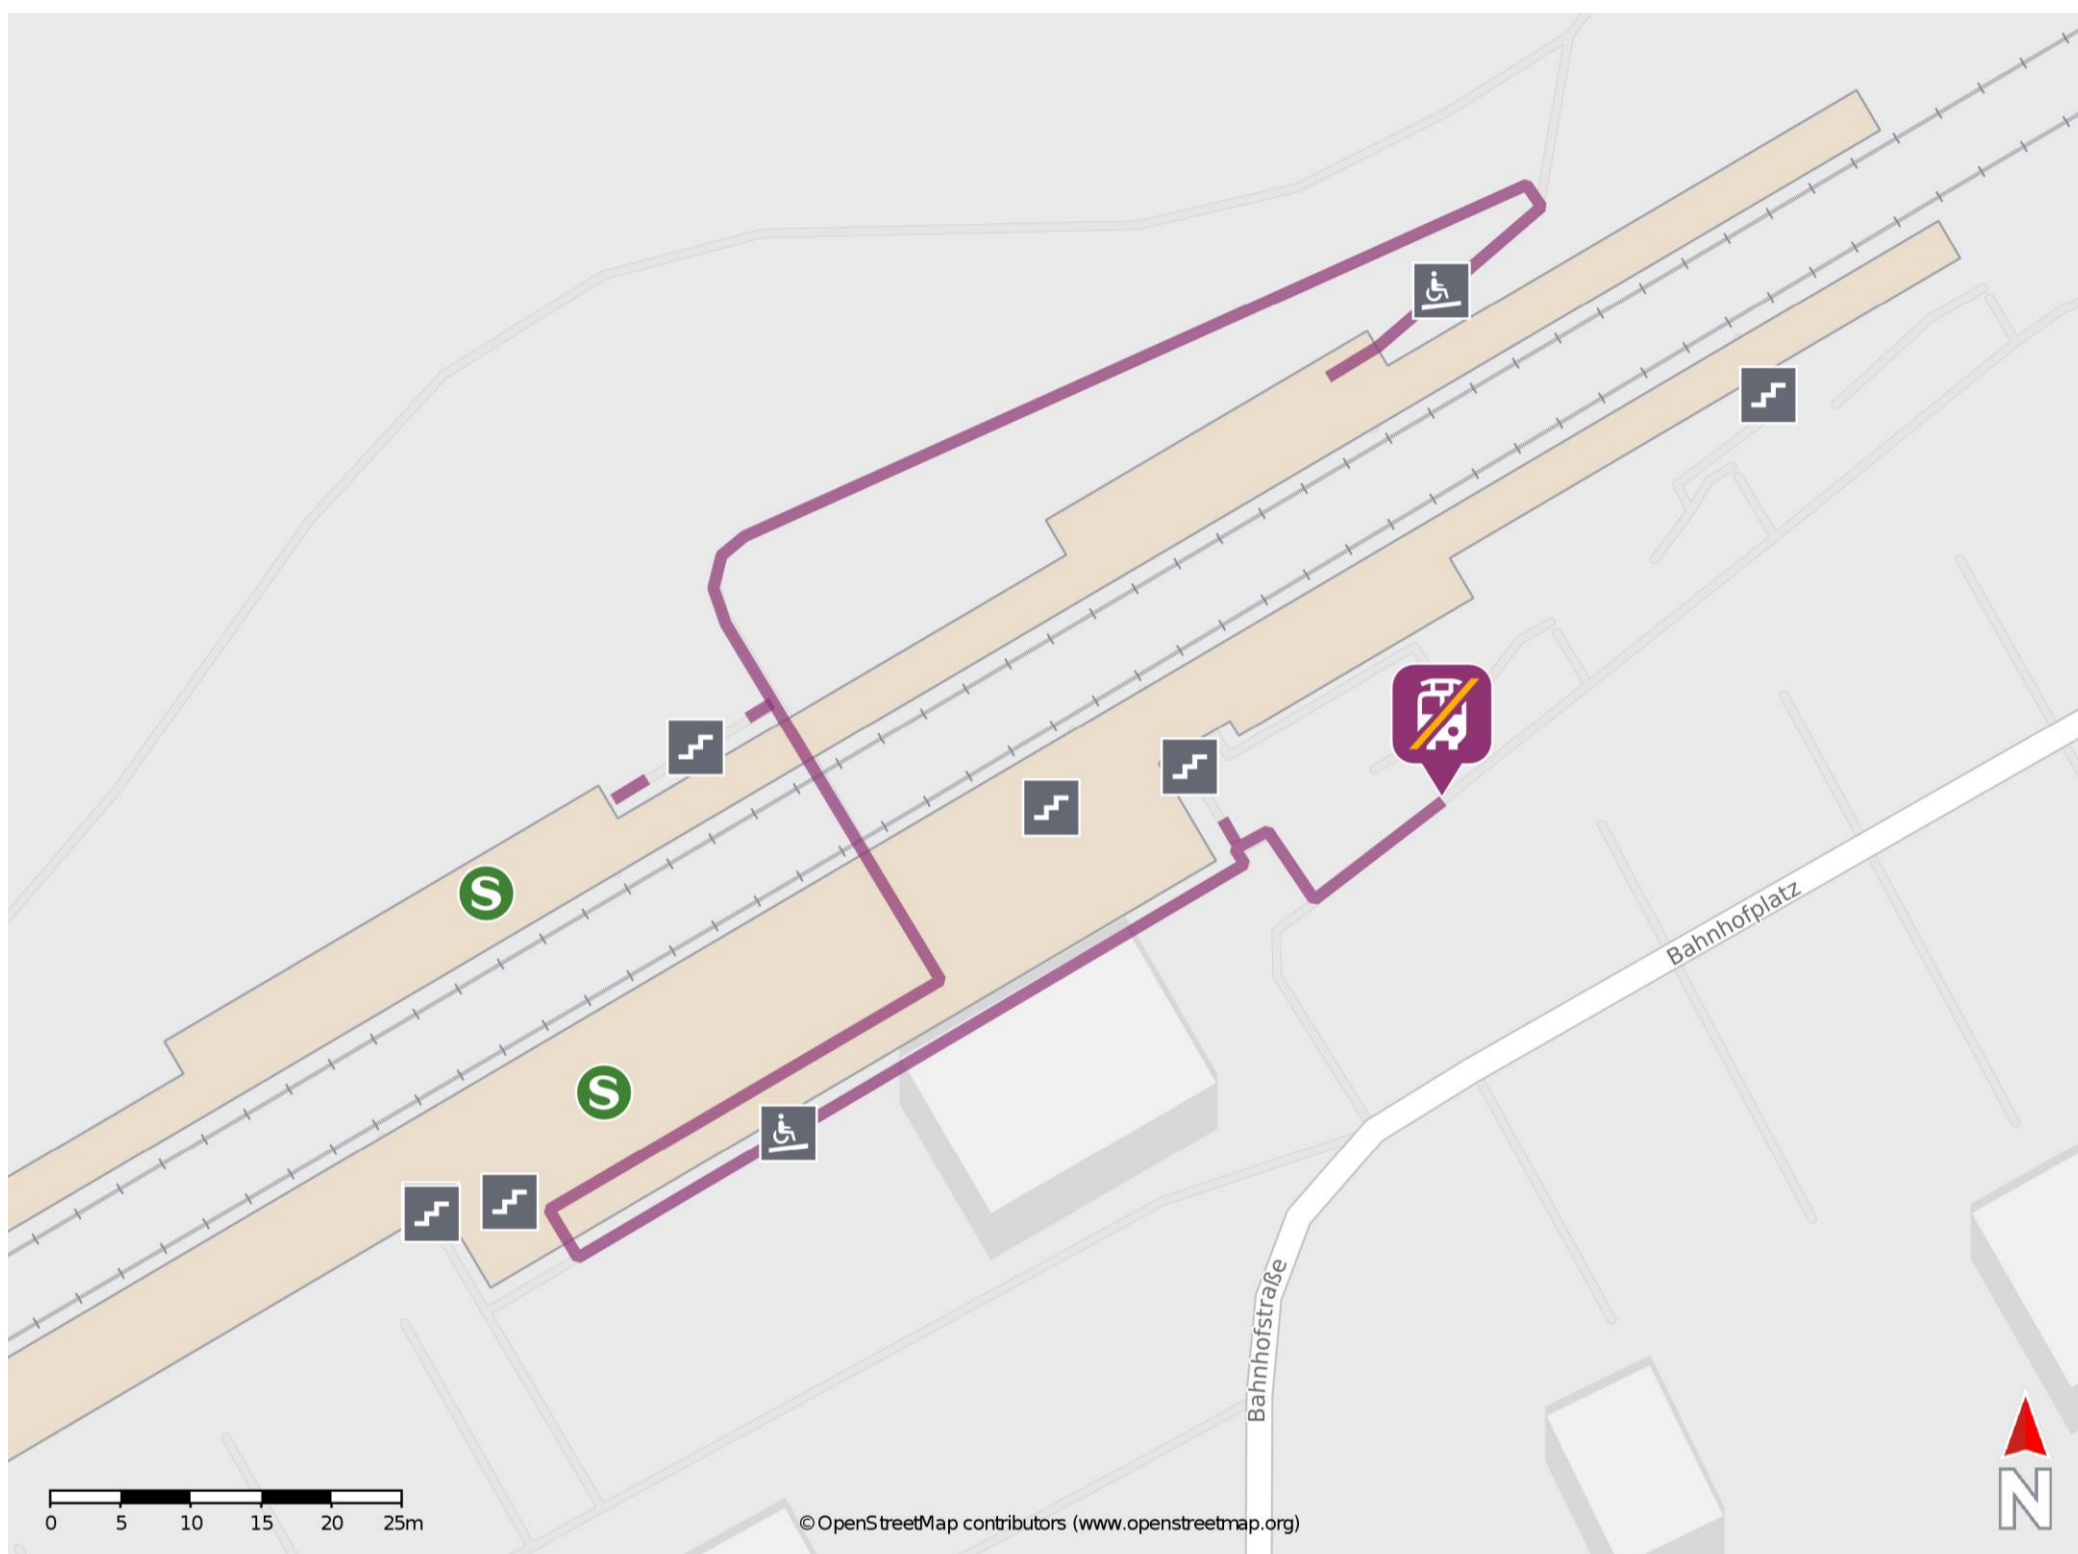 S
Bahnhofplatz
S
Bahnhofstraße
N
0 5 10 15 20 25m
© OpenStreetMap contributors (www.openstreetmap.org)